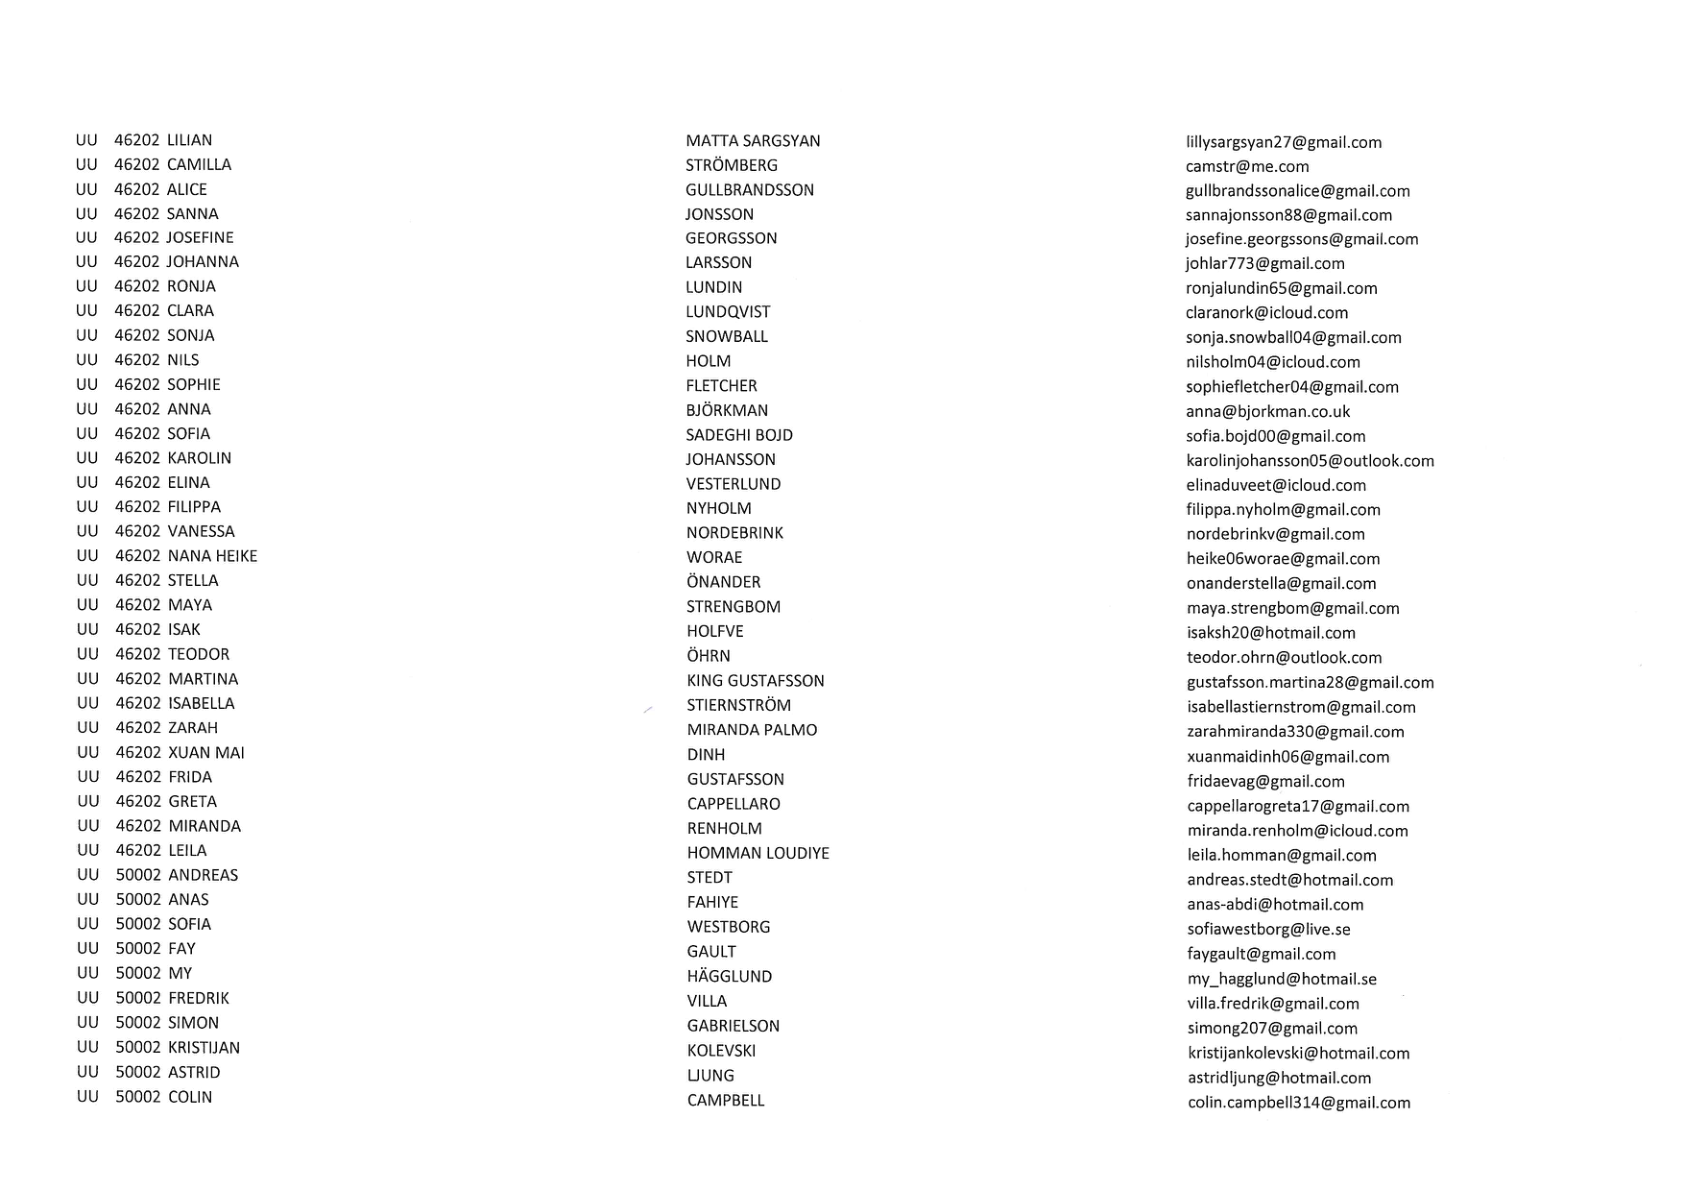 UU 46202 LILIAN MATTA SARGSYAN lillysargsyan27@gmail.com
UU 46202 CAMILLA STRÖMBERG camstr@me.com
UU 46202 ALICE GULLBRANDSSON gullbrandssonalice@gmail.com
UU 46202 SANNA JONSSON sannajonsson88@gmail.com
UU 46202 JOSEFINE GEORGSSON josefine.georgssons@gmail.com
UU 46202 JOHANNA LARSSON johlar773@gmail.com
UU 46202 RONJA LUNDIN ronjalundin65@gmail.com
UU 46202 CLARA LUNDQVIST claranork@icloud.com
UU 46202 SONJA SNOWBALL sonja.snowball04@gmail.com
UU 46202 NILS HOLM nilsholm04@icloud.com
UU 46202 SOPHIE FLETCHER sophiefletcher04@gmail.com
UU 46202 ANNA BJÖRKMAN anna@bjorkman.co.uk
UU 46202 SOFIA SADEGHI BOJD sofia.bojd00@gmail.com
UU 46202 KAROLIN JOHANSSON karolinjohansson05@outlook.com
UU 46202 ELINA VESTERLUND elinaduveet@icloud.com
UU 46202 FILIPPA NYHOLM filippa.nyholm@gmail.com
UU 46202 VANESSA NORDEBRINK nordebrinkv@gmail.com
UU 46202 NANA HEIKE WORAE heike06worae@gmail.com
UU 46202 STELLA ÖNANDER onanderstella@gmail.com
UU 46202 MAYA STRENGBOM maya.strengbom@gmail.com
UU 46202 ISAK HOLFVE isaksh20@hotmail.com
UU 46202 TEODOR ÖHRN teodor.ohrn@outlook.com
UU 46202 MARTINA KING GUSTAFSSON gustafsson.martina28@gmail.com
UU 46202 ISABELLA STIERNSTRÖM isabellastiernstrom@gmail.com
UU 46202 ZARAH MIRANDA PALMO zarahmiranda330@gmail.com
UU 46202 XUAN MAI DINH xuanmaidinh06@gmail.com
UU 46202 FRIDA GUSTAFSSON fridaevag@gmail.com
UU 46202 GRETA CAPPELLARO cappellarogreta17@gmail.com
UU 46202 MIRANDA RENHOLM miranda.renholm@icloud.com
UU 46202 LEILA HOMMAN LOUDIYE leila.homman@gmail.com
UU 50002 ANDREAS STEDT andreas.stedt@hotmail.com
UU 50002 ANAS FAHIYE anas-abdi@hotmail.com
UU 50002 SOFIA WESTBORG sofiawestborg@live.se
UU 50002 FAY GAULT faygault@gmail.com
UU 50002 MY HÄGGLUND my_hagglund@hotmail.se
UU 50002 FREDRIK VILLA villa.fredrik@gmail.com
UU 50002 SIMON GABRIELSON simong207@gmail.com
UU 50002 KRISTIJAN KOLEVSKI kristijankolevski@hotmail.com
UU 50002 ASTRID LJUNG astridljung@hotmail.com
UU 50002 COLIN CAMPBELL colin.campbell314@gmail.com